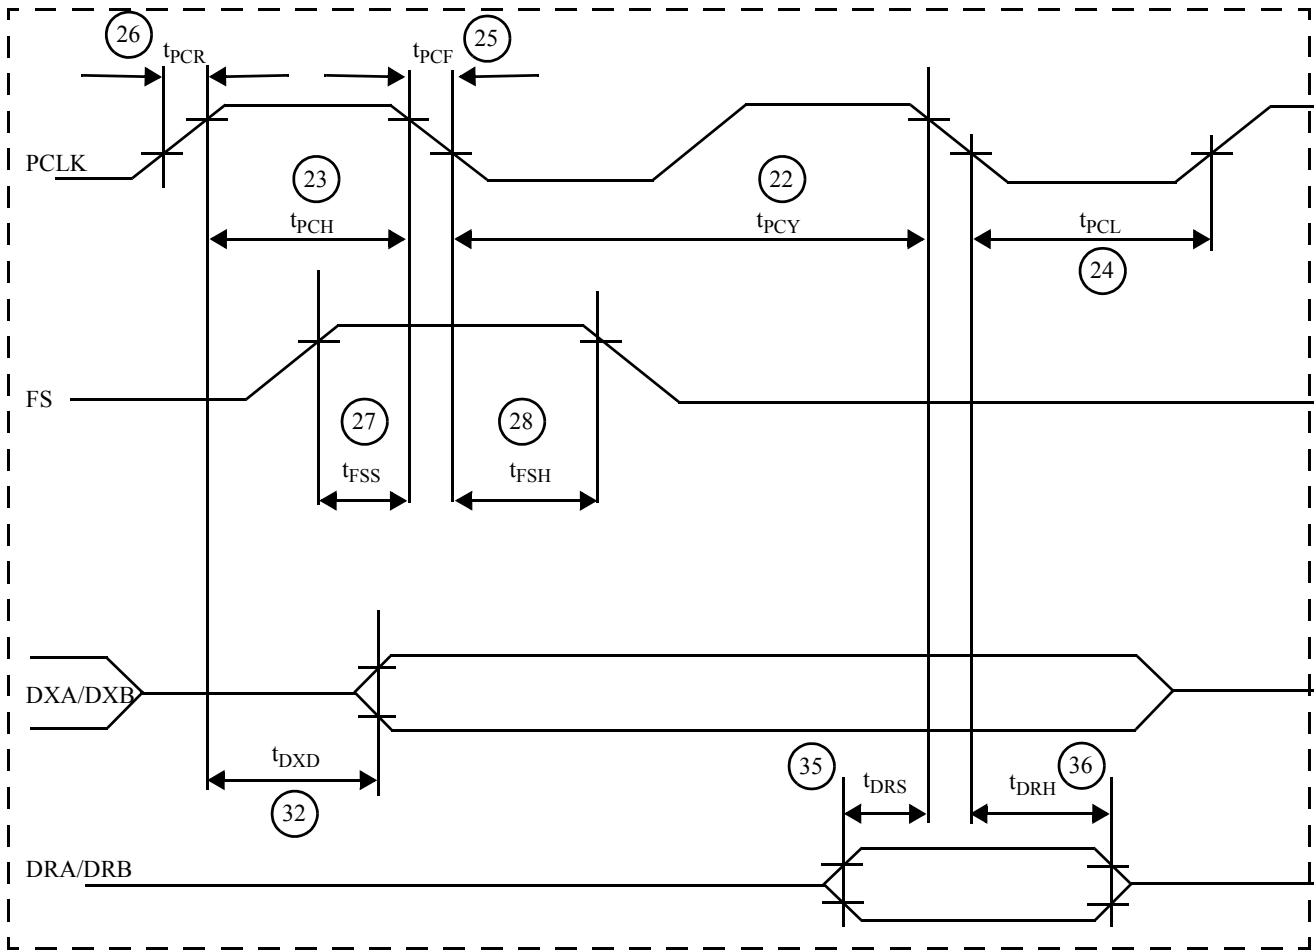 26
tPCR
tPCF
25
PCLK
23
22
tPCH
tPCY
tPCL
24
FS
27
28
tFSS
tFSH
DXA/DXB
tDXD
35
36
tDRS
tDRH
32
DRA/DRB